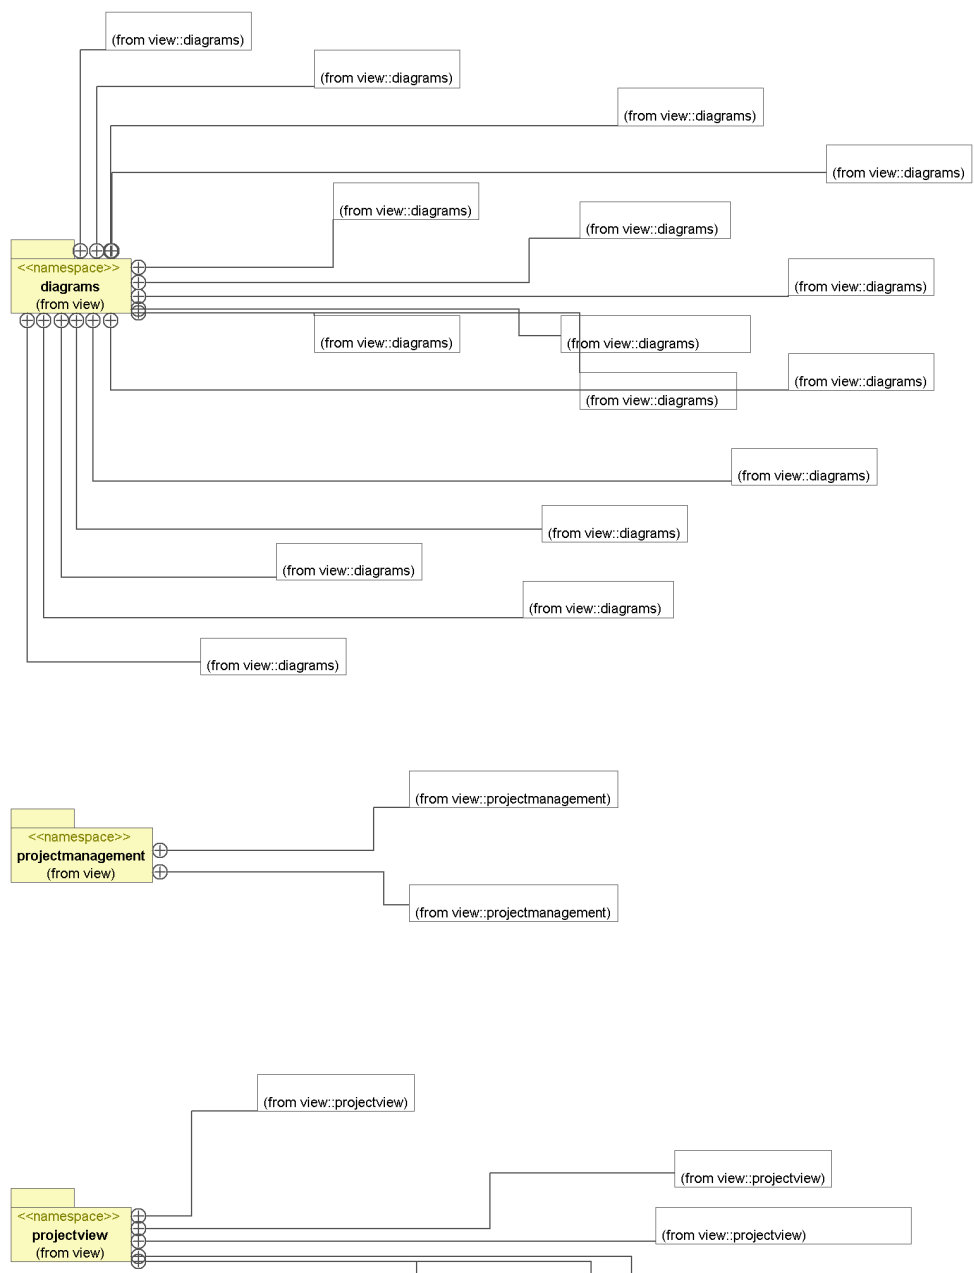 (from view::diagrams)
(from view::diagrams)
(from view::diagrams)
(from view::diagrams)
(from view::diagrams)
(from view::diagrams)
<<namespace>>
diagrams
(from view)
(from view::diagrams)
(from view::diagrams)
(from view::diagrams)
(from view::diagrams)
(from view::diagrams)
(from view::diagrams)
(from view::diagrams)
(from view::diagrams)
(from view::diagrams)
(from view::diagrams)
(from view::projectmanagement)
<<namespace>>
projectmanagement
(from view)
(from view::projectmanagement)
(from view::projectview)
(from view::projectview)
<<namespace>>
projectview
(from view)
(from view::projectview)